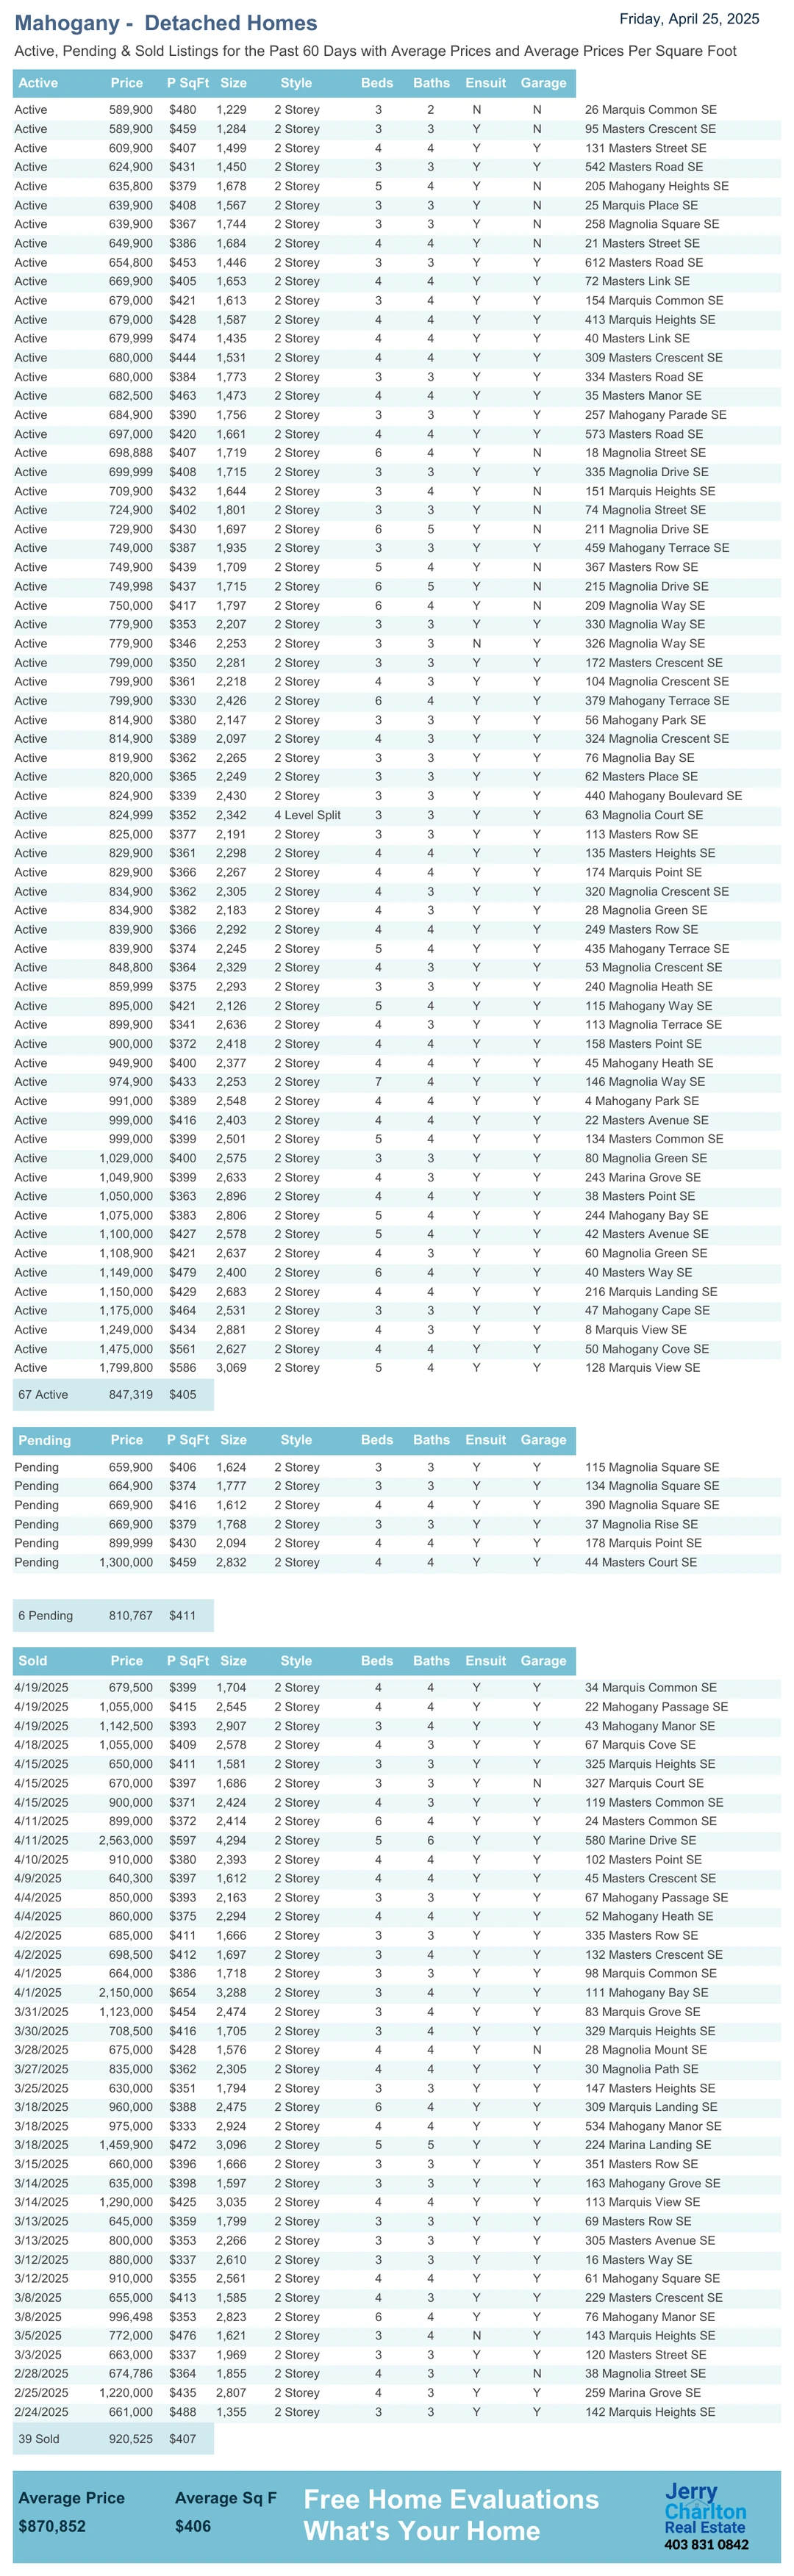 Mahogany - Detached Homes Friday, April 25, 2025
Active, Pending & Sold Listings for the Past 60 Days with Average Prices and Average Prices Per Square Foot
Active Price P SqFt Size Style Beds Baths Ensuit Garage
Active 589,900 $480 1,229 2 Storey 3 2 N N 26 Marquis Common SE
Active 589,900 $459 1,284 2 Storey 3 3 Y N 95 Masters Crescent SE
Active 609,900 $407 1,499 2 Storey 4 4 Y Y 131 Masters Street SE
Active 624,900 $431 1,450 2 Storey 3 3 Y Y 542 Masters Road SE
Active 635,800 $379 1,678 2 Storey 5 4 Y N 205 Mahogany Heights SE
Active 639,900 $408 1,567 2 Storey 3 3 Y N 25 Marquis Place SE
Active 639,900 $367 1,744 2 Storey 3 3 Y N 258 Magnolia Square SE
Active 649,900 $386 1,684 2 Storey 4 4 Y N 21 Masters Street SE
Active 654,800 $453 1,446 2 Storey 3 3 Y Y 612 Masters Road SE
Active 669,900 $405 1,653 2 Storey 4 4 Y Y 72 Masters Link SE
Active 679,000 $421 1,613 2 Storey 3 4 Y Y 154 Marquis Common SE
Active 679,000 $428 1,587 2 Storey 4 4 Y Y 413 Marquis Heights SE
Active 679,999 $474 1,435 2 Storey 4 4 Y Y 40 Masters Link SE
Active 680,000 $444 1,531 2 Storey 4 4 Y Y 309 Masters Crescent SE
Active 680,000 $384 1,773 2 Storey 3 3 Y Y 334 Masters Road SE
Active 682,500 $463 1,473 2 Storey 4 4 Y Y 35 Masters Manor SE
Active 684,900 $390 1,756 2 Storey 3 3 Y Y 257 Mahogany Parade SE
Active 697,000 $420 1,661 2 Storey 4 4 Y Y 573 Masters Road SE
Active 698,888 $407 1,719 2 Storey 6 4 Y N 18 Magnolia Street SE
Active 699,999 $408 1,715 2 Storey 3 3 Y Y 335 Magnolia Drive SE
Active 709,900 $432 1,644 2 Storey 3 4 Y N 151 Marquis Heights SE
Active 724,900 $402 1,801 2 Storey 3 3 Y N 74 Magnolia Street SE
Active 729,900 $430 1,697 2 Storey 6 5 Y N 211 Magnolia Drive SE
Active 749,000 $387 1,935 2 Storey 3 3 Y Y 459 Mahogany Terrace SE
Active 749,900 $439 1,709 2 Storey 5 4 Y N 367 Masters Row SE
Active 749,998 $437 1,715 2 Storey 6 5 Y N 215 Magnolia Drive SE
Active 750,000 $417 1,797 2 Storey 6 4 Y N 209 Magnolia Way SE
Active 779,900 $353 2,207 2 Storey 3 3 Y Y 330 Magnolia Way SE
Active 779,900 $346 2,253 2 Storey 3 3 N Y 326 Magnolia Way SE
Active 799,000 $350 2,281 2 Storey 3 3 Y Y 172 Masters Crescent SE
Active 799,900 $361 2,218 2 Storey 4 3 Y Y 104 Magnolia Crescent SE
Active 799,900 $330 2,426 2 Storey 6 4 Y Y 379 Mahogany Terrace SE
Active 814,900 $380 2,147 2 Storey 3 3 Y Y 56 Mahogany Park SE
Active 814,900 $389 2,097 2 Storey 4 3 Y Y 324 Magnolia Crescent SE
Active 819,900 $362 2,265 2 Storey 3 3 Y Y 76 Magnolia Bay SE
Active 820,000 $365 2,249 2 Storey 3 3 Y Y 62 Masters Place SE
Active 824,900 $339 2,430 2 Storey 3 3 Y Y 440 Mahogany Boulevard SE
Active 824,999 $352 2,342 4 Level Split 3 3 Y Y 63 Magnolia Court SE
Active 825,000 $377 2,191 2 Storey 3 3 Y Y 113 Masters Row SE
Active 829,900 $361 2,298 2 Storey 4 4 Y Y 135 Masters Heights SE
Active 829,900 $366 2,267 2 Storey 4 4 Y Y 174 Marquis Point SE
Active 834,900 $362 2,305 2 Storey 4 3 Y Y 320 Magnolia Crescent SE
Active 834,900 $382 2,183 2 Storey 4 3 Y Y 28 Magnolia Green SE
Active 839,900 $366 2,292 2 Storey 4 4 Y Y 249 Masters Row SE
Active 839,900 $374 2,245 2 Storey 5 4 Y Y 435 Mahogany Terrace SE
Active 848,800 $364 2,329 2 Storey 4 3 Y Y 53 Magnolia Crescent SE
Active 859,999 $375 2,293 2 Storey 3 3 Y Y 240 Magnolia Heath SE
Active 895,000 $421 2,126 2 Storey 5 4 Y Y 115 Mahogany Way SE
Active 899,900 $341 2,636 2 Storey 4 3 Y Y 113 Magnolia Terrace SE
Active 900,000 $372 2,418 2 Storey 4 4 Y Y 158 Masters Point SE
Active 949,900 $400 2,377 2 Storey 4 4 Y Y 45 Mahogany Heath SE
Active 974,900 $433 2,253 2 Storey 7 4 Y Y 146 Magnolia Way SE
Active 991,000 $389 2,548 2 Storey 4 4 Y Y 4 Mahogany Park SE
Active 999,000 $416 2,403 2 Storey 4 4 Y Y 22 Masters Avenue SE
Active 999,000 $399 2,501 2 Storey 5 4 Y Y 134 Masters Common SE
Active 1,029,000 $400 2,575 2 Storey 3 3 Y Y 80 Magnolia Green SE
Active 1,049,900 $399 2,633 2 Storey 4 3 Y Y 243 Marina Grove SE
Active 1,050,000 $363 2,896 2 Storey 4 4 Y Y 38 Masters Point SE
Active 1,075,000 $383 2,806 2 Storey 5 4 Y Y 244 Mahogany Bay SE
Active 1,100,000 $427 2,578 2 Storey 5 4 Y Y 42 Masters Avenue SE
Active 1,108,900 $421 2,637 2 Storey 4 3 Y Y 60 Magnolia Green SE
Active 1,149,000 $479 2,400 2 Storey 6 4 Y Y 40 Masters Way SE
Active 1,150,000 $429 2,683 2 Storey 4 4 Y Y 216 Marquis Landing SE
Active 1,175,000 $464 2,531 2 Storey 3 3 Y Y 47 Mahogany Cape SE
Active 1,249,000 $434 2,881 2 Storey 4 3 Y Y 8 Marquis View SE
Active 1,475,000 $561 2,627 2 Storey 4 4 Y Y 50 Mahogany Cove SE
Active 1,799,800 $586 3,069 2 Storey 5 4 Y Y 128 Marquis View SE
67 Active 847,319 $405
Pending Price P SqFt Size Style Beds Baths Ensuit Garage
Pending 659,900 $406 1,624 2 Storey 3 3 Y Y 115 Magnolia Square SE
Pending 664,900 $374 1,777 2 Storey 3 3 Y Y 134 Magnolia Square SE
Pending 669,900 $416 1,612 2 Storey 4 4 Y Y 390 Magnolia Square SE
Pending 669,900 $379 1,768 2 Storey 3 3 Y Y 37 Magnolia Rise SE
Pending 899,999 $430 2,094 2 Storey 4 4 Y Y 178 Marquis Point SE
Pending 1,300,000 $459 2,832 2 Storey 4 4 Y Y 44 Masters Court SE
6 Pending 810,767 $411
Sold Price P SqFt Size Style Beds Baths Ensuit Garage
4/19/2025 679,500 $399 1,704 2 Storey 4 4 Y Y 34 Marquis Common SE
4/19/2025 1,055,000 $415 2,545 2 Storey 4 4 Y Y 22 Mahogany Passage SE
4/19/2025 1,142,500 $393 2,907 2 Storey 3 4 Y Y 43 Mahogany Manor SE
4/18/2025 1,055,000 $409 2,578 2 Storey 4 3 Y Y 67 Marquis Cove SE
4/15/2025 650,000 $411 1,581 2 Storey 3 3 Y Y 325 Marquis Heights SE
4/15/2025 670,000 $397 1,686 2 Storey 3 3 Y N 327 Marquis Court SE
4/15/2025 900,000 $371 2,424 2 Storey 4 3 Y Y 119 Masters Common SE
4/11/2025 899,000 $372 2,414 2 Storey 6 4 Y Y 24 Masters Common SE
4/11/2025 2,563,000 $597 4,294 2 Storey 5 6 Y Y 580 Marine Drive SE
4/10/2025 910,000 $380 2,393 2 Storey 4 4 Y Y 102 Masters Point SE
4/9/2025 640,300 $397 1,612 2 Storey 4 4 Y Y 45 Masters Crescent SE
4/4/2025 850,000 $393 2,163 2 Storey 3 3 Y Y 67 Mahogany Passage SE
4/4/2025 860,000 $375 2,294 2 Storey 4 4 Y Y 52 Mahogany Heath SE
4/2/2025 685,000 $411 1,666 2 Storey 3 3 Y Y 335 Masters Row SE
4/2/2025 698,500 $412 1,697 2 Storey 3 4 Y Y 132 Masters Crescent SE
4/1/2025 664,000 $386 1,718 2 Storey 3 3 Y Y 98 Marquis Common SE
4/1/2025 2,150,000 $654 3,288 2 Storey 3 4 Y Y 111 Mahogany Bay SE
3/31/2025 1,123,000 $454 2,474 2 Storey 3 4 Y Y 83 Marquis Grove SE
3/30/2025 708,500 $416 1,705 2 Storey 3 4 Y Y 329 Marquis Heights SE
3/28/2025 675,000 $428 1,576 2 Storey 4 4 Y N 28 Magnolia Mount SE
3/27/2025 835,000 $362 2,305 2 Storey 4 4 Y Y 30 Magnolia Path SE
3/25/2025 630,000 $351 1,794 2 Storey 3 3 Y Y 147 Masters Heights SE
3/18/2025 960,000 $388 2,475 2 Storey 6 4 Y Y 309 Marquis Landing SE
3/18/2025 975,000 $333 2,924 2 Storey 4 4 Y Y 534 Mahogany Manor SE
3/18/2025 1,459,900 $472 3,096 2 Storey 5 5 Y Y 224 Marina Landing SE
3/15/2025 660,000 $396 1,666 2 Storey 3 3 Y Y 351 Masters Row SE
3/14/2025 635,000 $398 1,597 2 Storey 3 3 Y Y 163 Mahogany Grove SE
3/14/2025 1,290,000 $425 3,035 2 Storey 4 4 Y Y 113 Marquis View SE
3/13/2025 645,000 $359 1,799 2 Storey 3 3 Y Y 69 Masters Row SE
3/13/2025 800,000 $353 2,266 2 Storey 3 3 Y Y 305 Masters Avenue SE
3/12/2025 880,000 $337 2,610 2 Storey 3 3 Y Y 16 Masters Way SE
3/12/2025 910,000 $355 2,561 2 Storey 4 4 Y Y 61 Mahogany Square SE
3/8/2025 655,000 $413 1,585 2 Storey 4 3 Y Y 229 Masters Crescent SE
3/8/2025 996,498 $353 2,823 2 Storey 6 4 Y Y 76 Mahogany Manor SE
3/5/2025 772,000 $476 1,621 2 Storey 3 4 N Y 143 Marquis Heights SE
3/3/2025 663,000 $337 1,969 2 Storey 3 3 Y Y 120 Masters Street SE
2/28/2025 674,786 $364 1,855 2 Storey 4 3 Y N 38 Magnolia Street SE
2/25/2025 1,220,000 $435 2,807 2 Storey 4 3 Y Y 259 Marina Grove SE
2/24/2025 661,000 $488 1,355 2 Storey 3 3 Y Y 142 Marquis Heights SE
39 Sold 920,525 $407
Average Price Average Sq F Free Home Evaluations
$870,852 $406 What's Your Home
Jerry
Charlton
Real Estate
403 831 0842